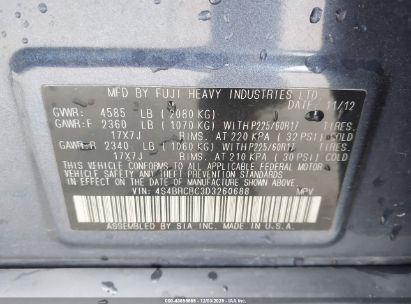 MFD BY FUJI HEAVY INDUSTRIES LTD.
DATE: 11/12
GVWR: 4585 LB (2080 KG)
GAWR:F 2360 LB (1070 KG) WITH P225/60R17 TIRES,
17X7J RIMS, AT 220 KPA (32 PSI) COLD
GAWR:R 2340 LB (1060 KG) WITH P225/60R17 TIRES,
17X7J RIMS, AT 210 KPA (30 PSI) COLD
THIS VEHICLE CONFORMS TO ALL APPLICABLE
FEDERAL MOTOR VEHICLE SAFETY AND
THEFT PREVENTION STANDARDS IN EFFECT ON THE
DATE OF MANUFACTURE SHOWN ABOVE.
VIN: 4S4BRCBC3D3260688 MPV
ASSEMBLED BY SIA IN U.S.A.